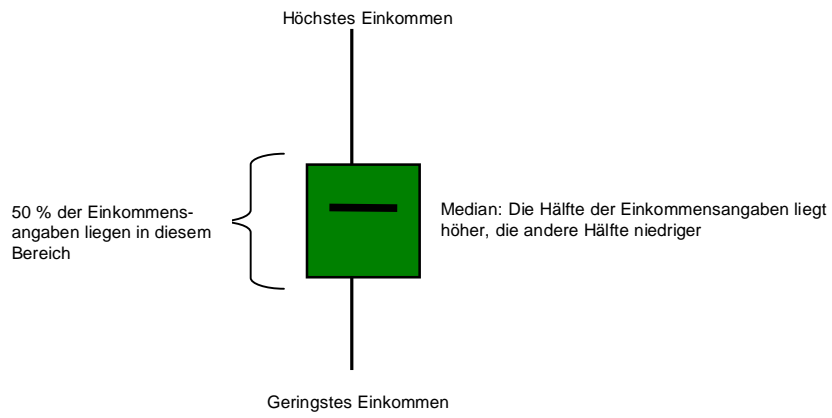 Höchstes Einkommen
50 % der Einkommens-
angaben liegen in diesem
Bereich
Median: Die Hälfte der Einkommensangaben liegt
höher, die andere Hälfte niedriger
Geringstes Einkommen